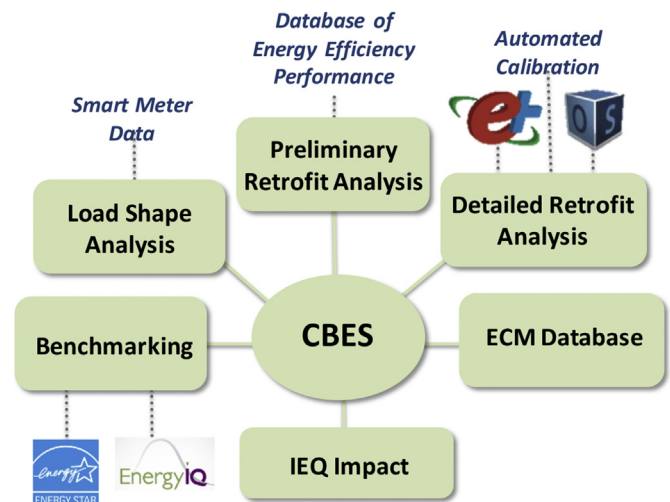 Database of
Energy Efficiency
Performance
Automated
Calibration
Smart Meter
Data
e+
O S
Preliminary
Retrofit Analysis
Load Shape
Analysis
Detailed Retrofit
Analysis
CBES
Benchmarking
ECM Database
IEQ Impact
energy
ENERGY STAR
EnergyIQ